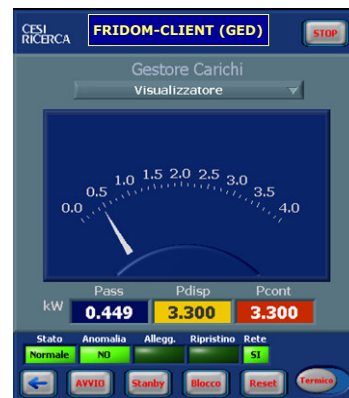 CESI
RICERCA
FRIDOM-CLIENT (GED)
STOP
Gestore Carichi
Visualizzatore
0.0 0.5 1.0 1.5 2.0 2.5 3.0 3.5 4.0
Pass Pdisp Pcont
kW 0.449 3.300 3.300
Stato Anomalia Allegg. Ripristino Rete
Normale NO SI
AVVIO Stanby Blocco Reset Termico